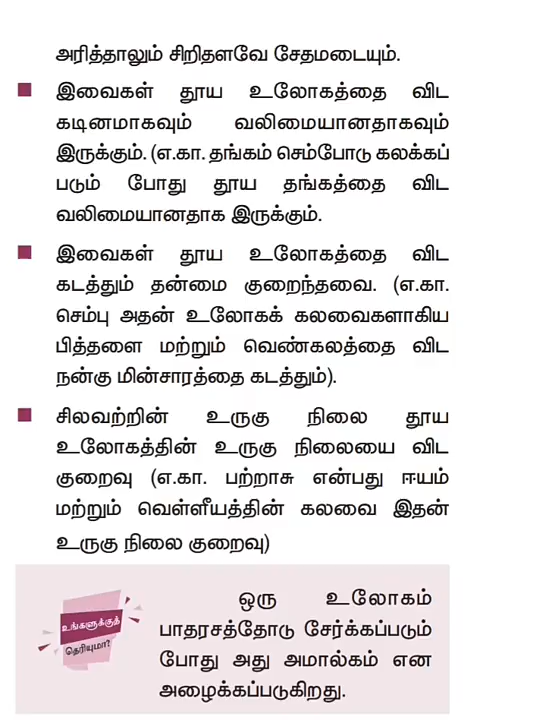 அரித்தாலும் சிறிதளவே சேதமடையும்.
இவைகள் தூய உலோகத்தை விட
கடினமாகவும் வலிமையானதாகவும்
இருக்கும். (எ.கா. தங்கம் செம்போடு கலக்கப்
படும் போது தூய தங்கத்தை விட
வலிமையானதாக இருக்கும்.
இவைகள் தூய உலோகத்தை விட
கடத்தும் தன்மை குறைந்தவை. (எ.கா.
செம்பு அதன் உலோகக் கலவைகளாகிய
பித்தளை மற்றும் வெண்கலத்தை விட
நன்கு மின்சாரத்தை கடத்தும்).
சிலவற்றின் உருகு நிலை தூய
உலோகத்தின் உருகு நிலையை விட
குறைவு (எ.கா. பற்றாசு என்பது ஈயம்
மற்றும் வெள்ளீயத்தின் கலவை இதன்
உருகு நிலை குறைவு)
உங்களுக்குத்
தெரியுமா?
ஒரு உலோகம்
பாதரசத்தோடு சேர்க்கப்படும்
போது அது அமால்கம் என
அழைக்கப்படுகிறது.